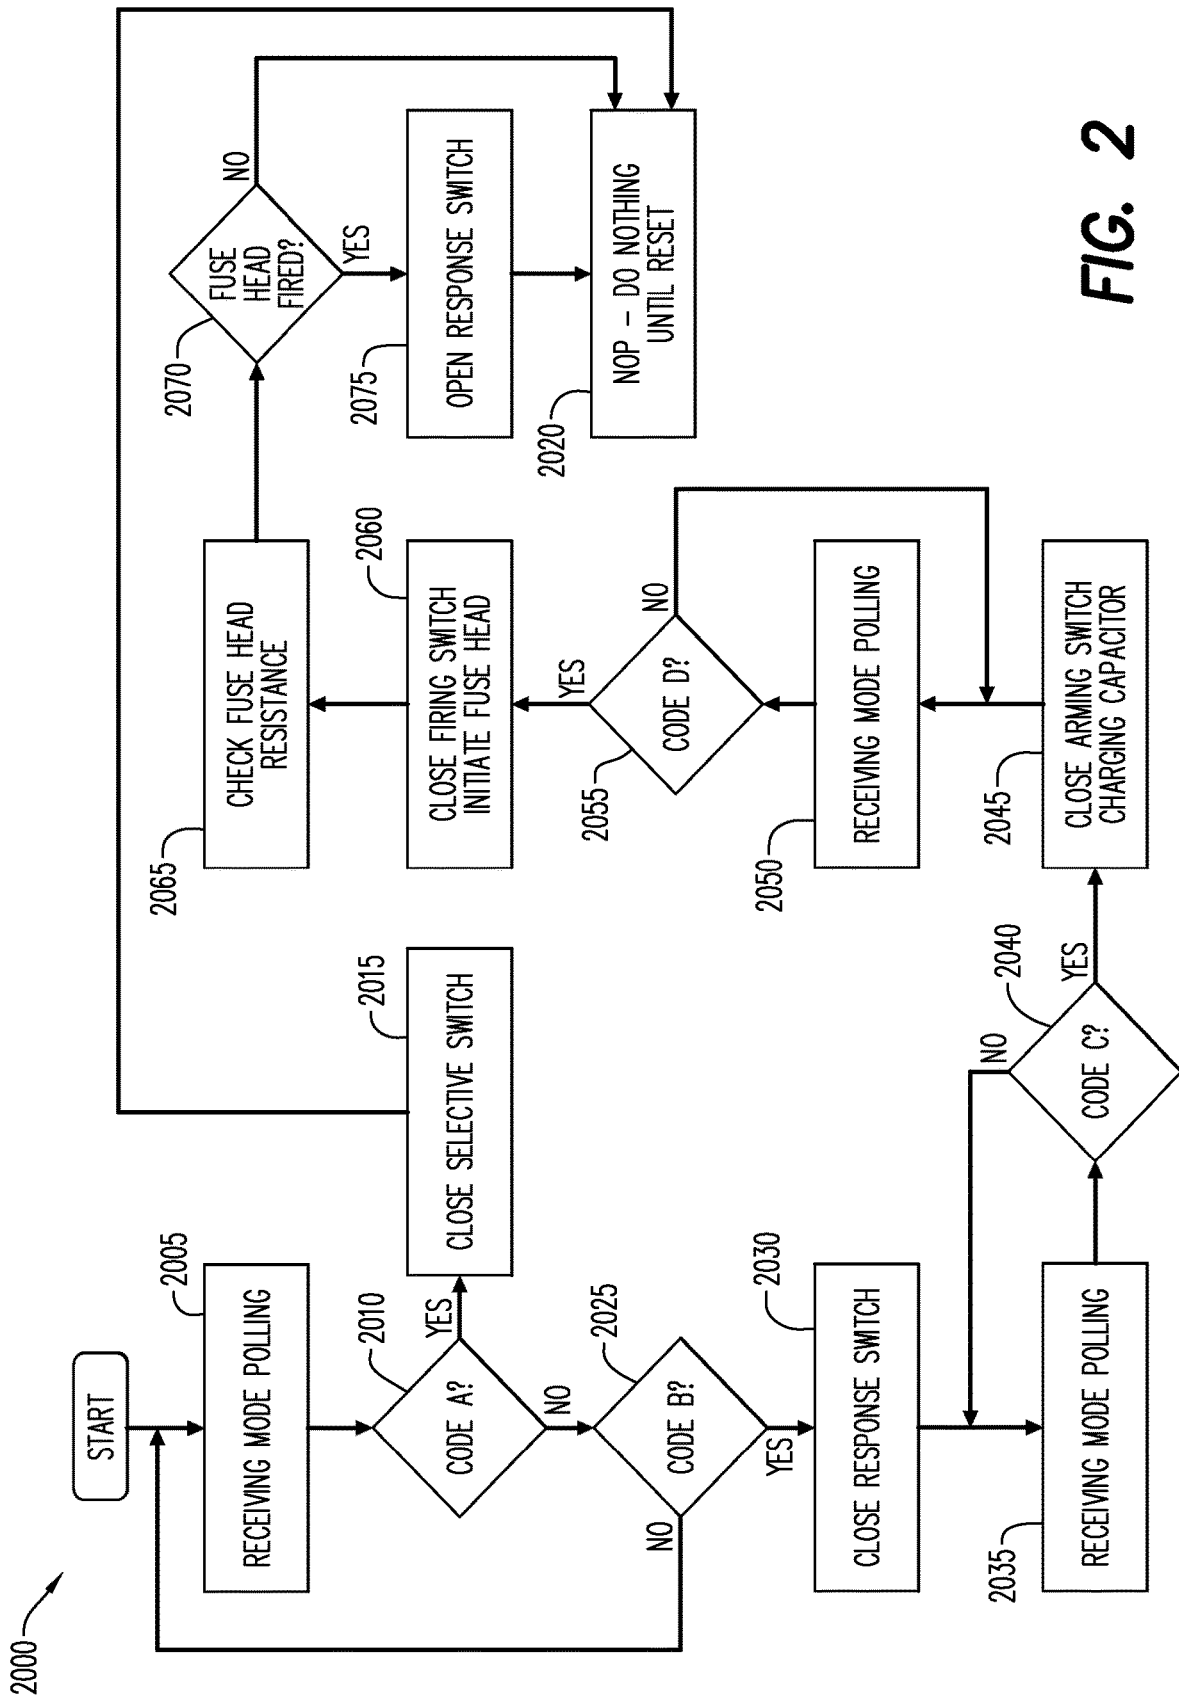 2000
START
RECEIVING MODE POLLING
2005
CODE A?
2010
YES
NO
CLOSE SELECTIVE SWITCH
2015
CODE B?
2025
NO
YES
CLOSE RESPONSE SWITCH
2030
RECEIVING MODE POLLING
2035
CODE C?
2040
NO
YES
CLOSE ARMING SWITCH
CHARGING CAPACITOR
2045
RECEIVING MODE POLLING
2050
CODE D?
2055
NO
YES
CLOSE FIRING SWITCH
INITIATE FUSE HEAD
2060
CHECK FUSE HEAD
RESISTANCE
2065
FUSE
HEAD
FIRED?
2070
NO
YES
OPEN RESPONSE SWITCH
2075
NOP – DO NOTHING
UNTIL RESET
2020
FIG. 2